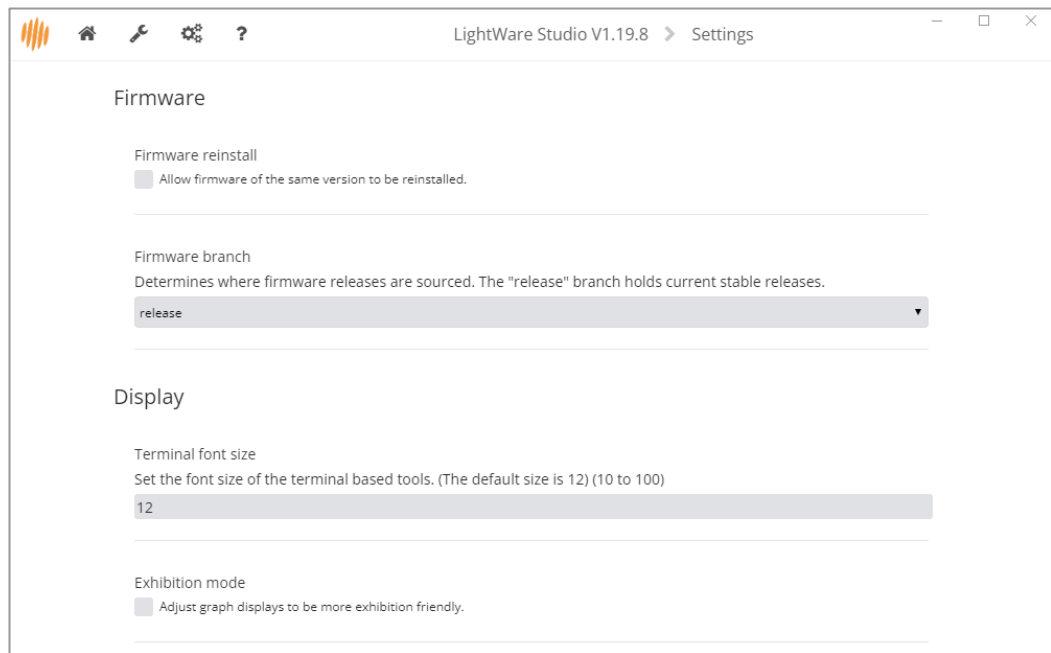 LightWare Studio V1.19.8 > Settings
Firmware
Firmware reinstall
Allow firmware of the same version to be reinstalled.
Firmware branch
Determines where firmware releases are sourced. The "release" branch holds current stable releases.
release
Display
Terminal font size
Set the font size of the terminal based tools. (The default size is 12) (10 to 100)
12
Exhibition mode
Adjust graph displays to be more exhibition friendly.